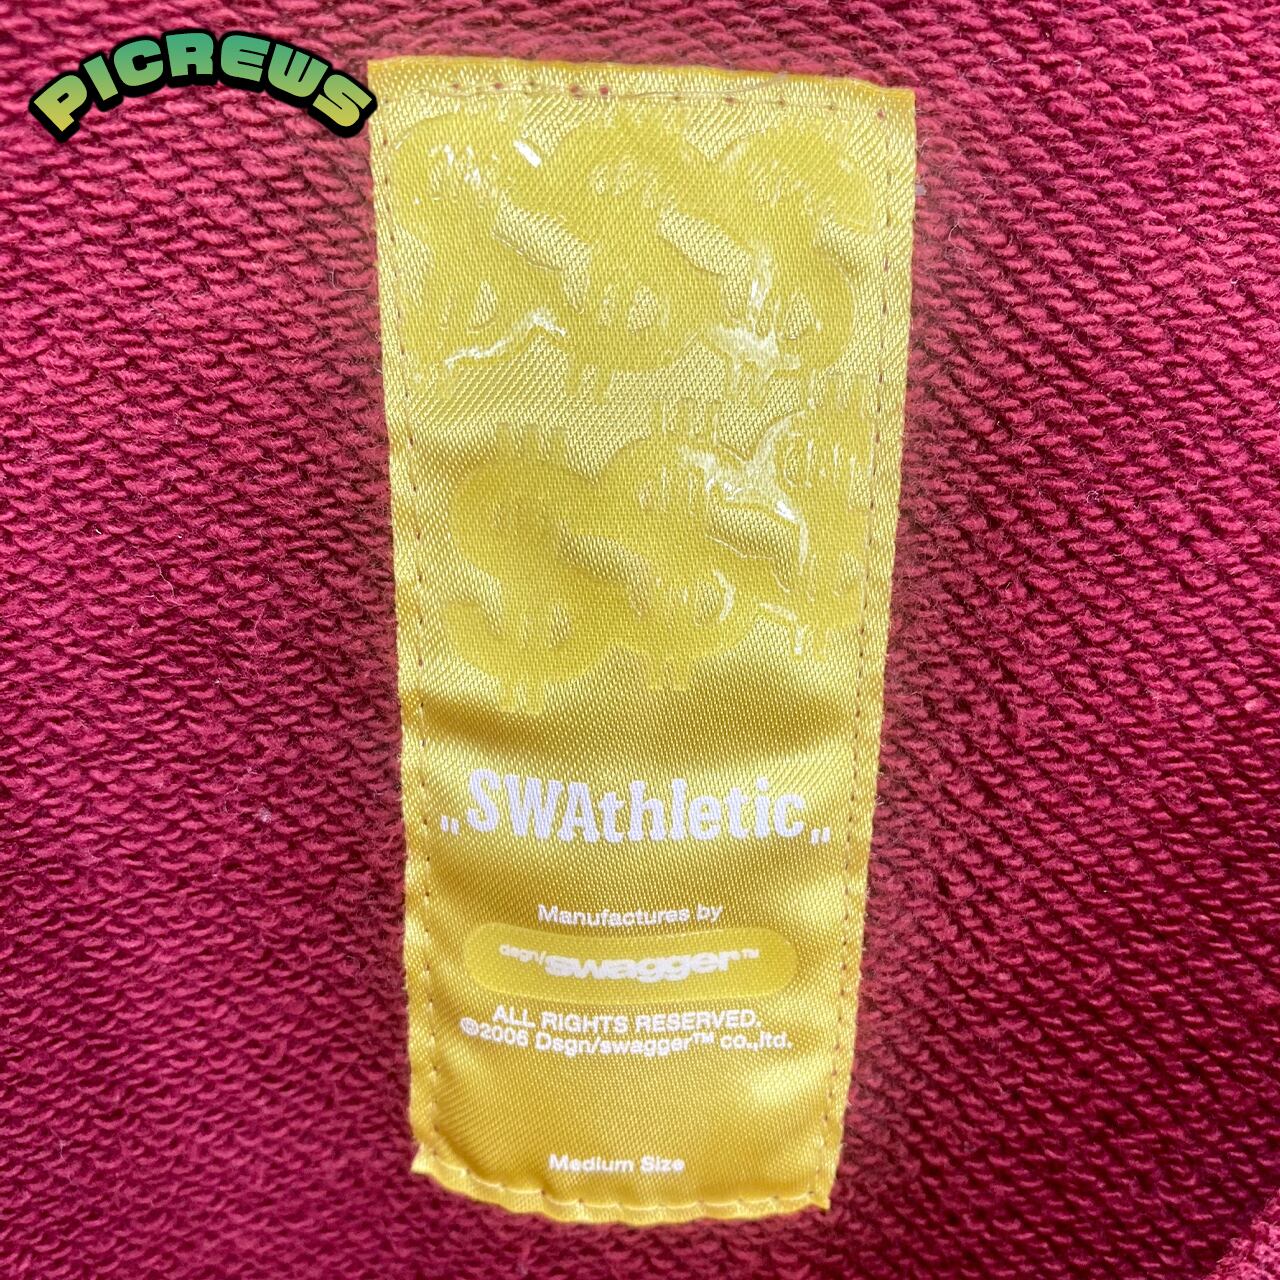 PICREWS
„SWAthletic„
Manufactures by
dsgn/swagger™
ALL RIGHTS RESERVED.
©2006 Dsgn/swagger™ co.,ltd.
Medium Size